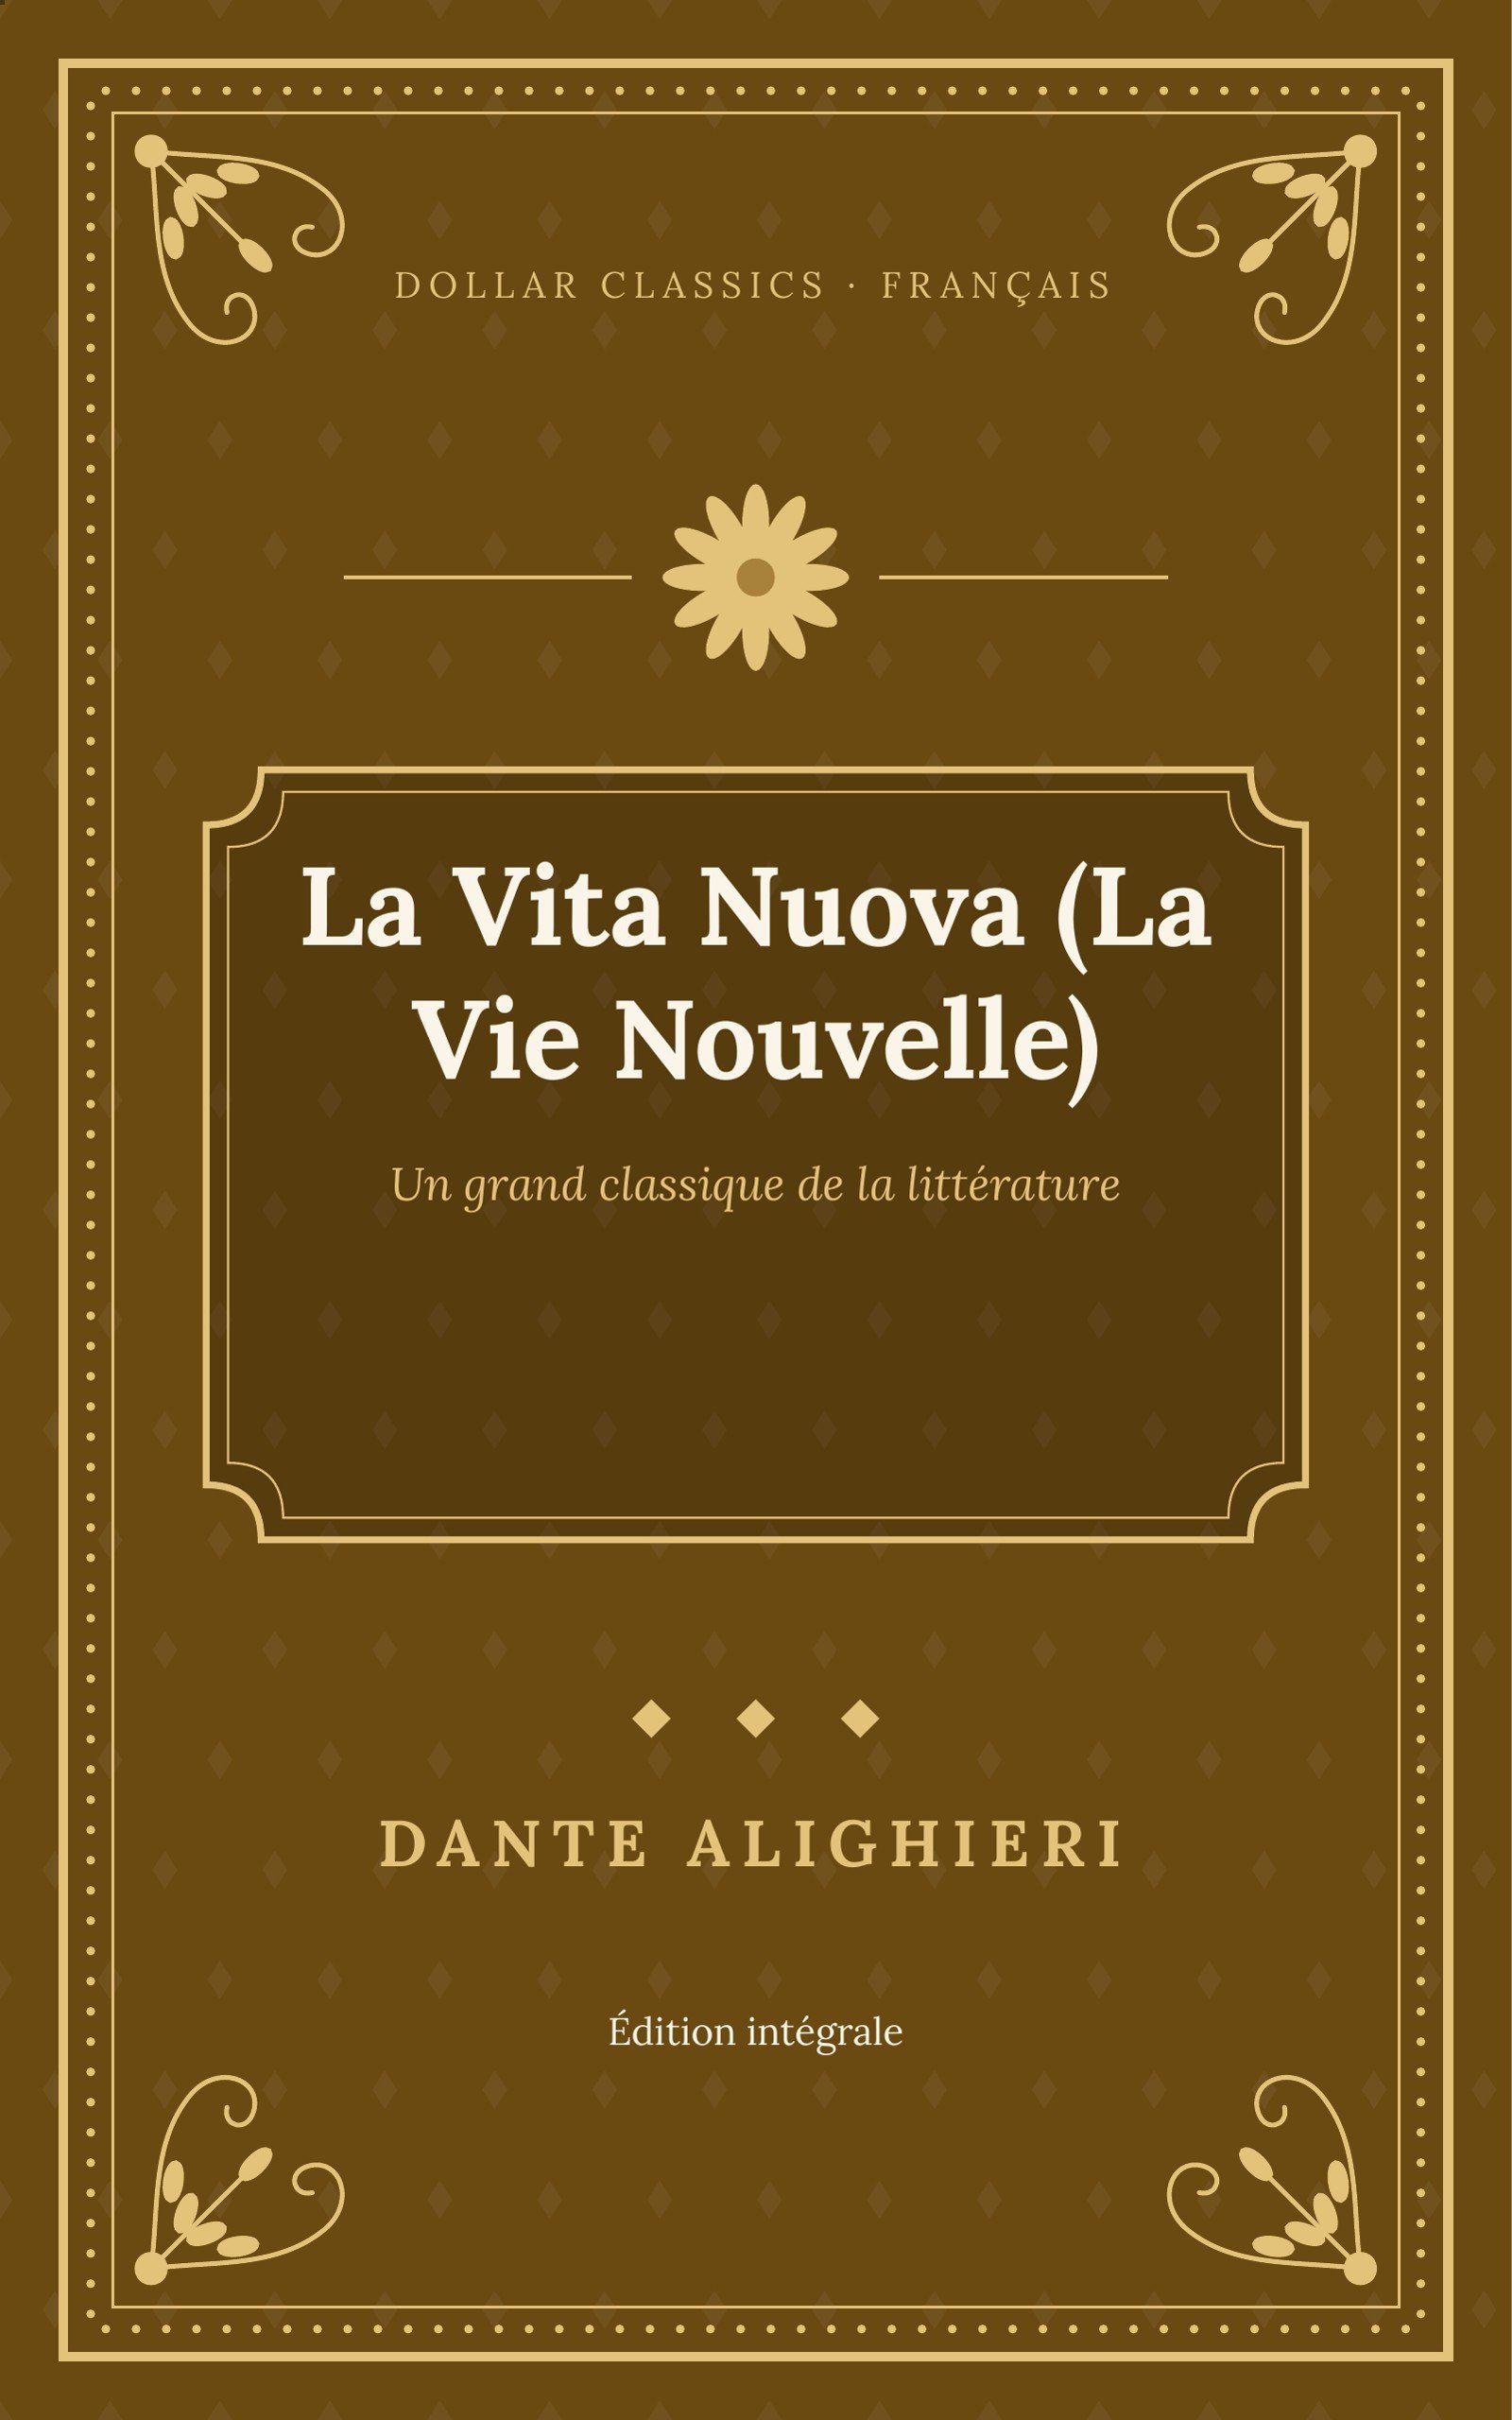 DOLLAR CLASSICS · FRANÇAIS
La Vita Nuova (La
Vie Nouvelle)
Un grand classique de la littérature
DANTE ALIGHIERI
Édition intégrale